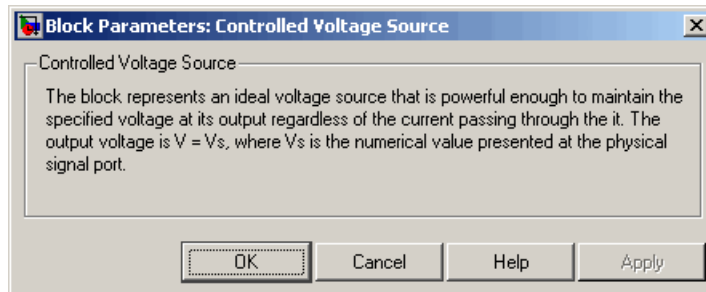 Block Parameters: Controlled Voltage Source
Controlled Voltage Source
The block represents an ideal voltage source that is powerful enough to maintain the
specified voltage at its output regardless of the current passing through the it. The
output voltage is V = Vs, where Vs is the numerical value presented at the physical
signal port.
OK Cancel Help Apply